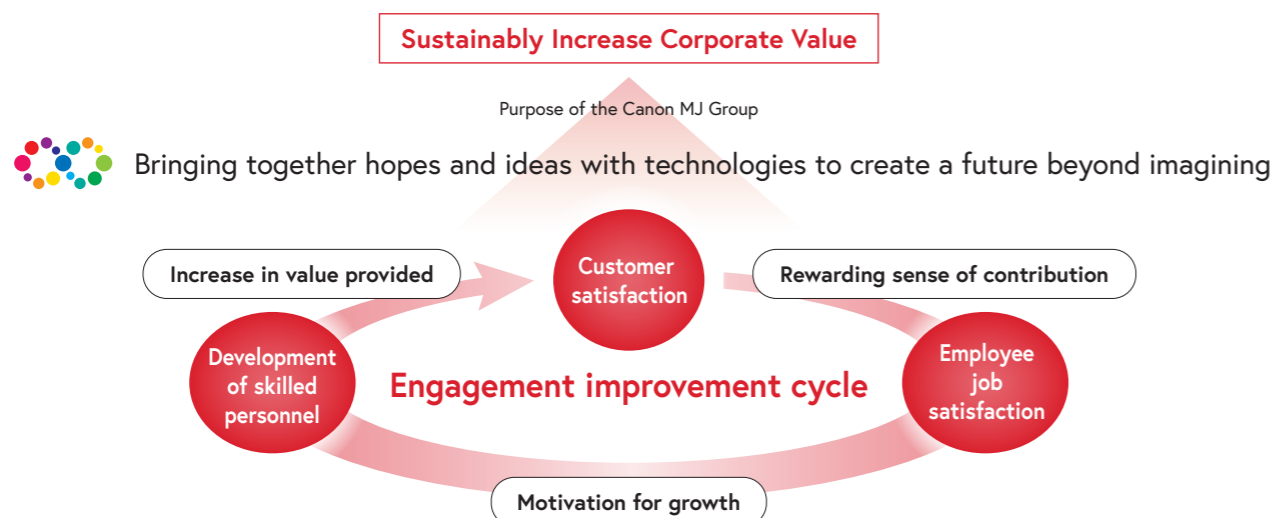 Sustainably Increase Corporate Value
Purpose of the Canon MJ Group
Bringing together hopes and ideas with technologies to create a future beyond imagining
Increase in value provided
Customer
satisfaction
Rewarding sense of contribution
Development
of skilled
personnel
Engagement improvement cycle
Employee
job
satisfaction
Motivation for growth